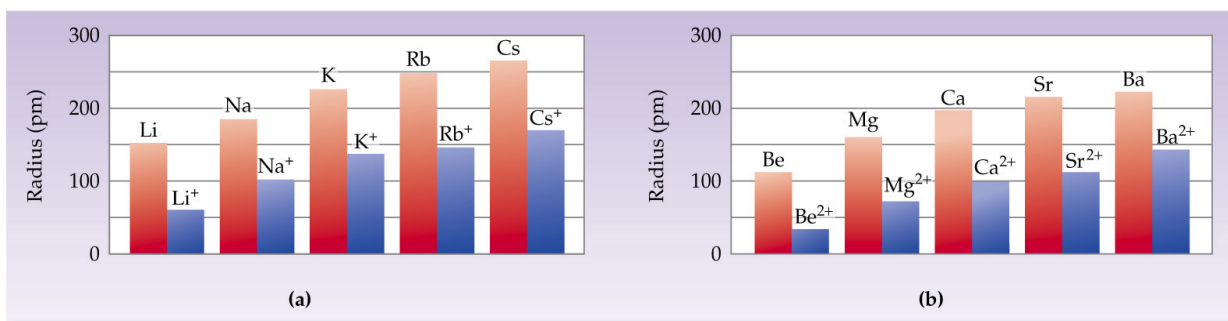 300
200
100
0
Radius (pm)
Li
Li⁺
Na
Na⁺
K
K⁺
Rb
Rb⁺
Cs
Cs⁺
(a)
300
200
100
0
Radius (pm)
Be
Be²⁺
Mg
Mg²⁺
Ca
Ca²⁺
Sr
Sr²⁺
Ba
Ba²⁺
(b)